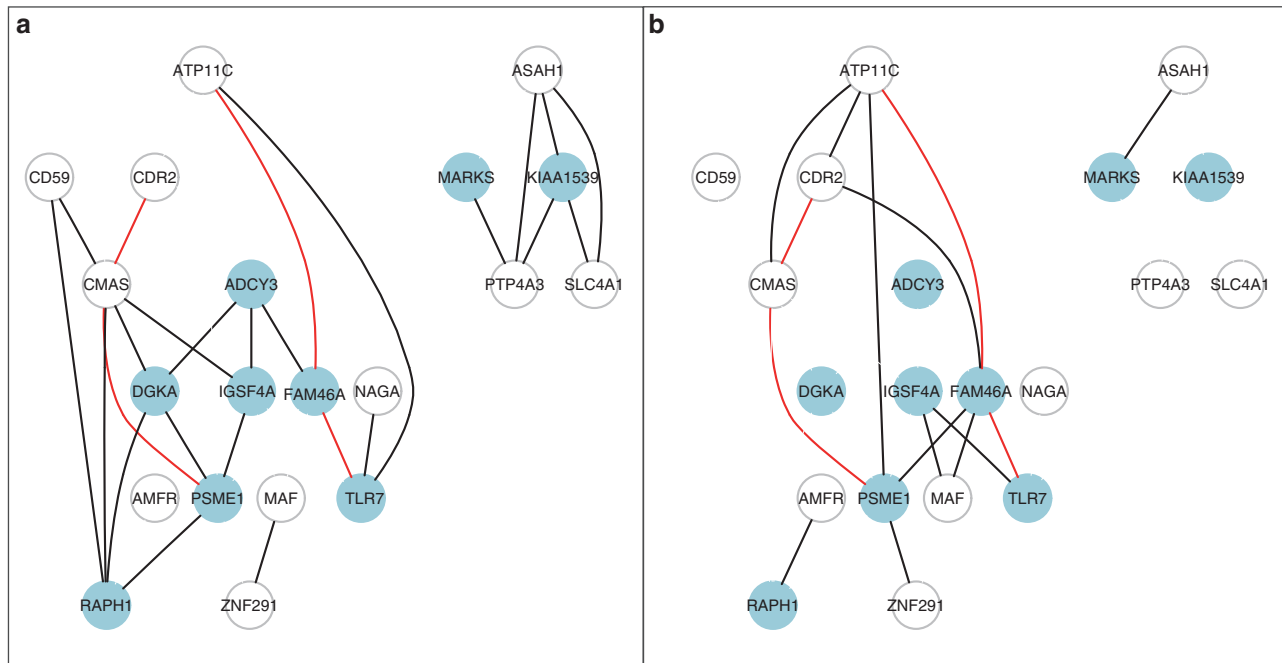 a
ATP11C
ASAH1
CD59
CDR2
MARKS
KIAA1539
CMAS
ADCY3
PTP4A3
SLC4A1
DGKA
IGSF4A
FAM46A
NAGA
AMFR
PSME1
MAF
TLR7
RAPH1
ZNF291
b
ATP11C
ASAH1
CD59
CDR2
MARKS
KIAA1539
CMAS
ADCY3
PTP4A3
SLC4A1
DGKA
IGSF4A
FAM46A
NAGA
AMFR
PSME1
MAF
TLR7
RAPH1
ZNF291